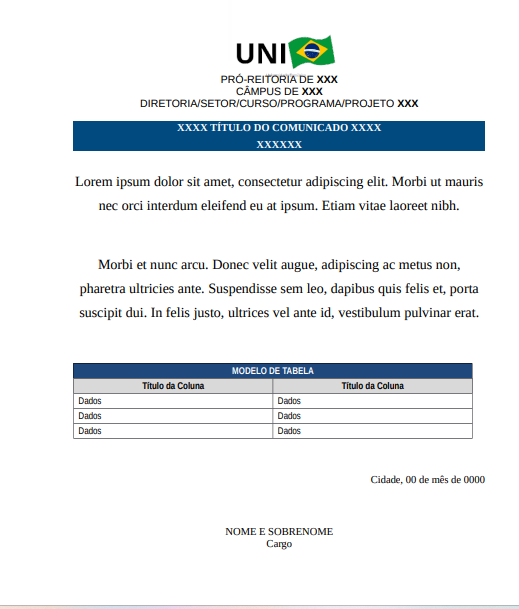 UNI
PRÓ-REITORIA DE XXX
CÂMPUS DE XXX
DIRETORIA/SETOR/CURSO/PROGRAMA/PROJETO XXX
XXXX TÍTULO DO COMUNICADO XXXX
XXXXXX
Lorem ipsum dolor sit amet, consectetur adipiscing elit. Morbi ut mauris
nec orci interdum eleifend eu at ipsum. Etiam vitae laoreet nibh.
Morbi et nunc arcu. Donec velit augue, adipiscing ac metus non,
pharetra ultricies ante. Suspendisse sem leo, dapibus quis felis et, porta
suscipit dui. In felis justo, ultrices vel ante id, vestibulum pulvinar erat.
MODELO DE TABELA
Título da Coluna Título da Coluna
Dados Dados
Dados Dados
Dados Dados
Cidade, 00 de mês de 0000
NOME E SOBRENOME
Cargo